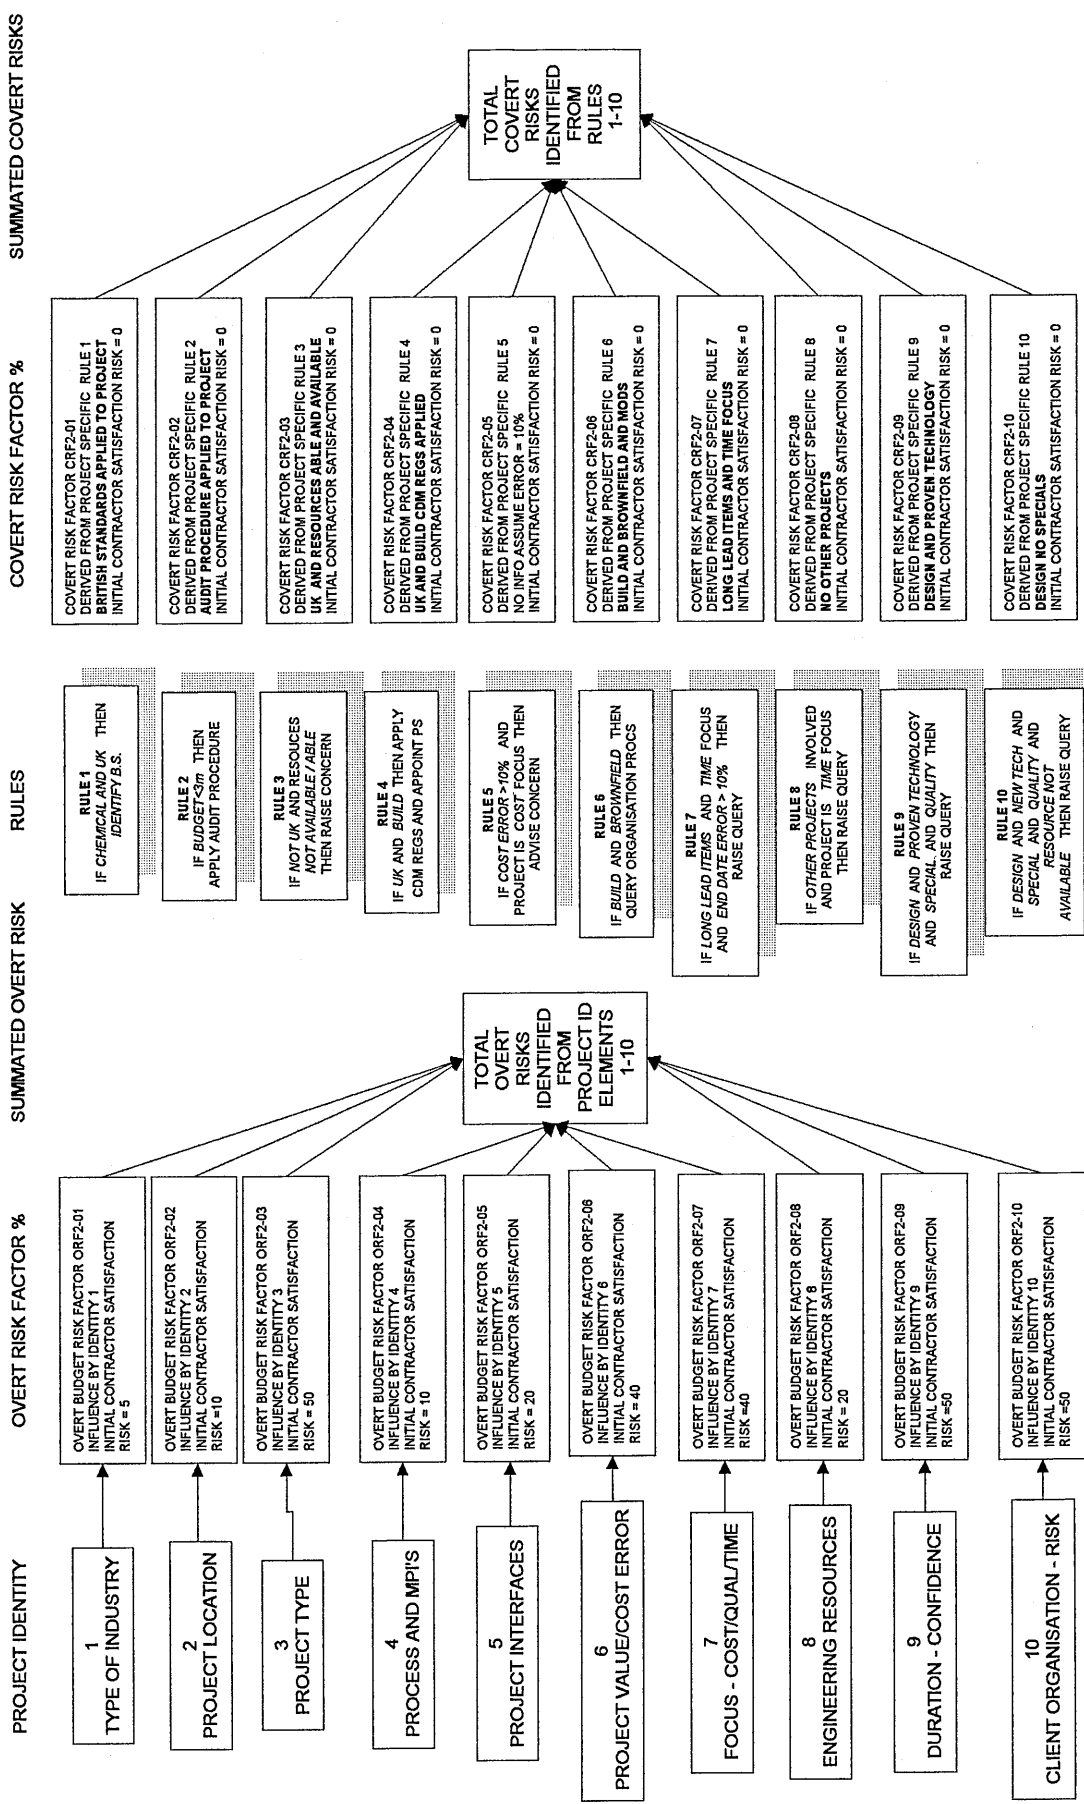 PROJECT IDENTITY
OVERT RISK FACTOR %
SUMMATED OVERT RISK
RULES
COVERT RISK FACTOR %
SUMMATED COVERT RISKS
1
TYPE OF INDUSTRY
2
PROJECT LOCATION
3
PROJECT TYPE
4
PROCESS AND MPI'S
5
PROJECT INTERFACES
6
PROJECT VALUE/COST ERROR
7
FOCUS - COST/QUAL/TIME
8
ENGINEERING RESOURCES
9
DURATION - CONFIDENCE
10
CLIENT ORGANISATION - RISK
OVERT BUDGET RISK FACTOR ORF2-01
INFLUENCE BY IDENTITY 1
INITIAL CONTRACTOR SATISFACTION
RISK = 5
OVERT BUDGET RISK FACTOR ORF2-02
INFLUENCE BY IDENTITY 2
INITIAL CONTRACTOR SATISFACTION
RISK =10
OVERT BUDGET RISK FACTOR ORF2-03
INFLUENCE BY IDENTITY 3
INITIAL CONTRACTOR SATISFACTION
RISK = 50
OVERT BUDGET RISK FACTOR ORF2-04
INFLUENCE BY IDENTITY 4
INITIAL CONTRACTOR SATISFACTION
RISK = 10
OVERT BUDGET RISK FACTOR ORF2-05
INFLUENCE BY IDENTITY 5
INITIAL CONTRACTOR SATISFACTION
RISK = 20
OVERT BUDGET RISK FACTOR ORF2-06
INFLUENCE BY IDENTITY 6
INITIAL CONTRACTOR SATISFACTION
RISK =40
OVERT BUDGET RISK FACTOR ORF2-07
INFLUENCE BY IDENTITY 7
INITIAL CONTRACTOR SATISFACTION
RISK =40
OVERT BUDGET RISK FACTOR ORF2-08
INFLUENCE BY IDENTITY 8
INITIAL CONTRACTOR SATISFACTION
RISK = 20
OVERT BUDGET RISK FACTOR ORF2-09
INFLUENCE BY IDENTITY 9
INITIAL CONTRACTOR SATISFACTION
RISK =50
OVERT BUDGET RISK FACTOR ORF2-10
INFLUENCE BY IDENTITY 10
INITIAL CONTRACTOR SATISFACTION
RISK =50
TOTAL
OVERT
RISKS
IDENTIFIED
FROM
PROJECT ID
ELEMENTS
1-10
RULE 1
IF CHEMICAL AND UK THEN
IDENTIFY B.S.
RULE 2
IF BUDGET<3m THEN
APPLY AUDIT PROCEDURE
RULE 3
IF NOT UK AND RESOUCES
NOT AVAILABLE / ABLE
THEN RAISE CONCERN
RULE 4
IF UK AND BUILD THEN APPLY
CDM REGS AND APPOINT PS
RULE 5
IF COST ERROR >10% AND
PROJECT IS COST FOCUS THEN
ADVISE CONCERN
RULE 6
IF BUILD AND BROWNFIELD THEN
QUERY ORGANISATION PROCS
RULE 7
IF LONG LEAD ITEMS AND TIME FOCUS
AND END DATE ERROR > 10% THEN
RAISE QUERY
RULE 8
IF OTHER PROJECTS INVOLVED
AND PROJECT IS TIME FOCUS
THEN RAISE QUERY
RULE 9
IF DESIGN AND PROVEN TECHNOLOGY
AND SPECIAL. AND QUALITY THEN
RAISE QUERY
RULE 10
IF DESIGN AND NEW TECH AND
SPECIAL AND QUALITY AND
RESOURCE NOT
AVAILABLE THEN RAISE QUERY
COVERT RISK FACTOR CRF2-01
DERIVED FROM PROJECT SPECIFIC RULE 1
BRITISH STANDARDS APPLIED TO PROJECT
INITIAL CONTRACTOR SATISFACTION RISK = 0
COVERT RISK FACTOR CRF2-02
DERIVED FROM PROJECT SPECIFIC RULE 2
AUDIT PROCEDURE APPLIED TO PROJECT
INITIAL CONTRACTOR SATISFACTION RISK = 0
COVERT RISK FACTOR CRF2-03
DERIVED FROM PROJECT SPECIFIC RULE 3
UK AND RESOURCES ABLE AND AVAILABLE
INITIAL CONTRACTOR SATISFACTION RISK = 0
COVERT RISK FACTOR CRF2-04
DERIVED FROM PROJECT SPECIFIC RULE 4
UK AND BUILD CDM REGS APPLIED
INITIAL CONTRACTOR SATISFACTION RISK = 0
COVERT RISK FACTOR CRF2-05
DERIVED FROM PROJECT SPECIFIC RULE 5
NO INFO ASSUME ERROR = 10%
INITIAL CONTRACTOR SATISFACTION RISK = 0
COVERT RISK FACTOR CRF2-06
DERIVED FROM PROJECT SPECIFIC RULE 6
BUILD AND BROWNFIELD AND MODS
INITIAL CONTRACTOR SATISFACTION RISK = 0
COVERT RISK FACTOR CRF2-07
DERIVED FROM PROJECT SPECIFIC RULE 7
LONG LEAD ITEMS AND TIME FOCUS
INITIAL CONTRACTOR SATISFACTION RISK = 0
COVERT RISK FACTOR CRF2-08
DERIVED FROM PROJECT SPECIFIC RULE 8
NO OTHER PROJECTS
INITIAL CONTRACTOR SATISFACTION RISK = 0
COVERT RISK FACTOR CRF2-09
DERIVED FROM PROJECT SPECIFIC RULE 9
DESIGN AND PROVEN TECHNOLOGY
INITIAL CONTRACTOR SATISFACTION RISK = 0
COVERT RISK FACTOR CRF2-10
DERIVED FROM PROJECT SPECIFIC RULE 10
DESIGN NO SPECIALS
INITIAL CONTRACTOR SATISFACTION RISK = 0
TOTAL
COVERT
RISKS
IDENTIFIED
FROM
RULES
1-10